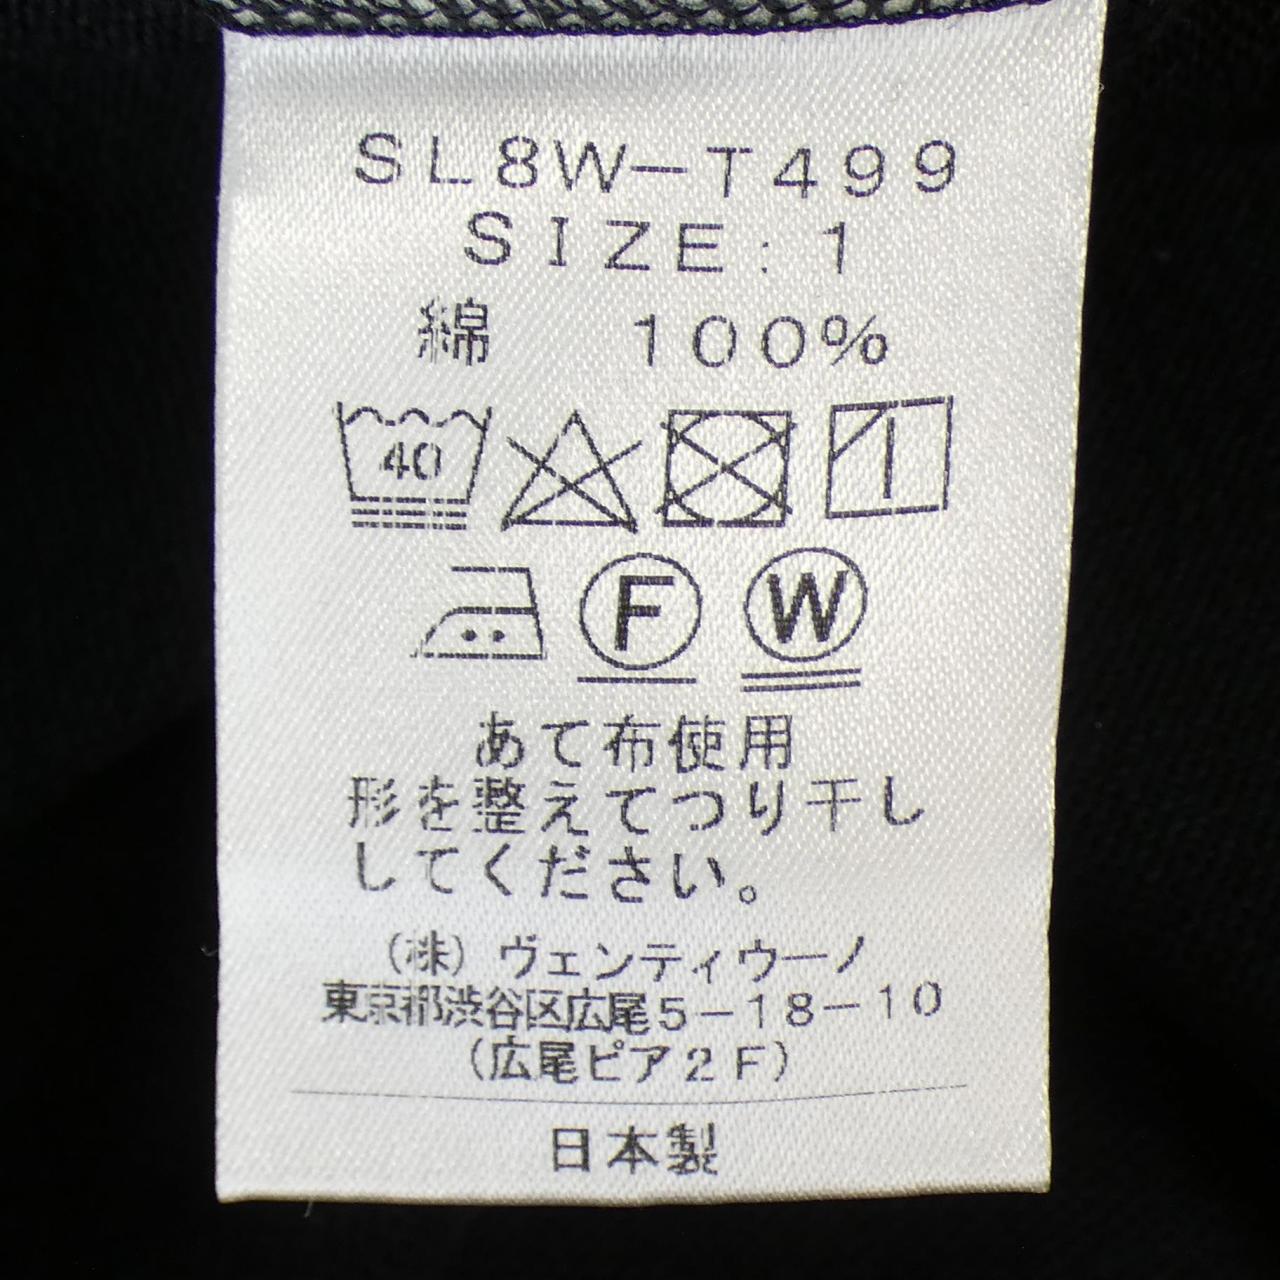 SL8W-T499
SIZE:1
綿 100%
40
F W
あて布使用
形を整えてつり干し
してください。
(株)ヴェンティウーノ
東京都渋谷区広尾5-18-10
(広尾ピア2F)
日本製